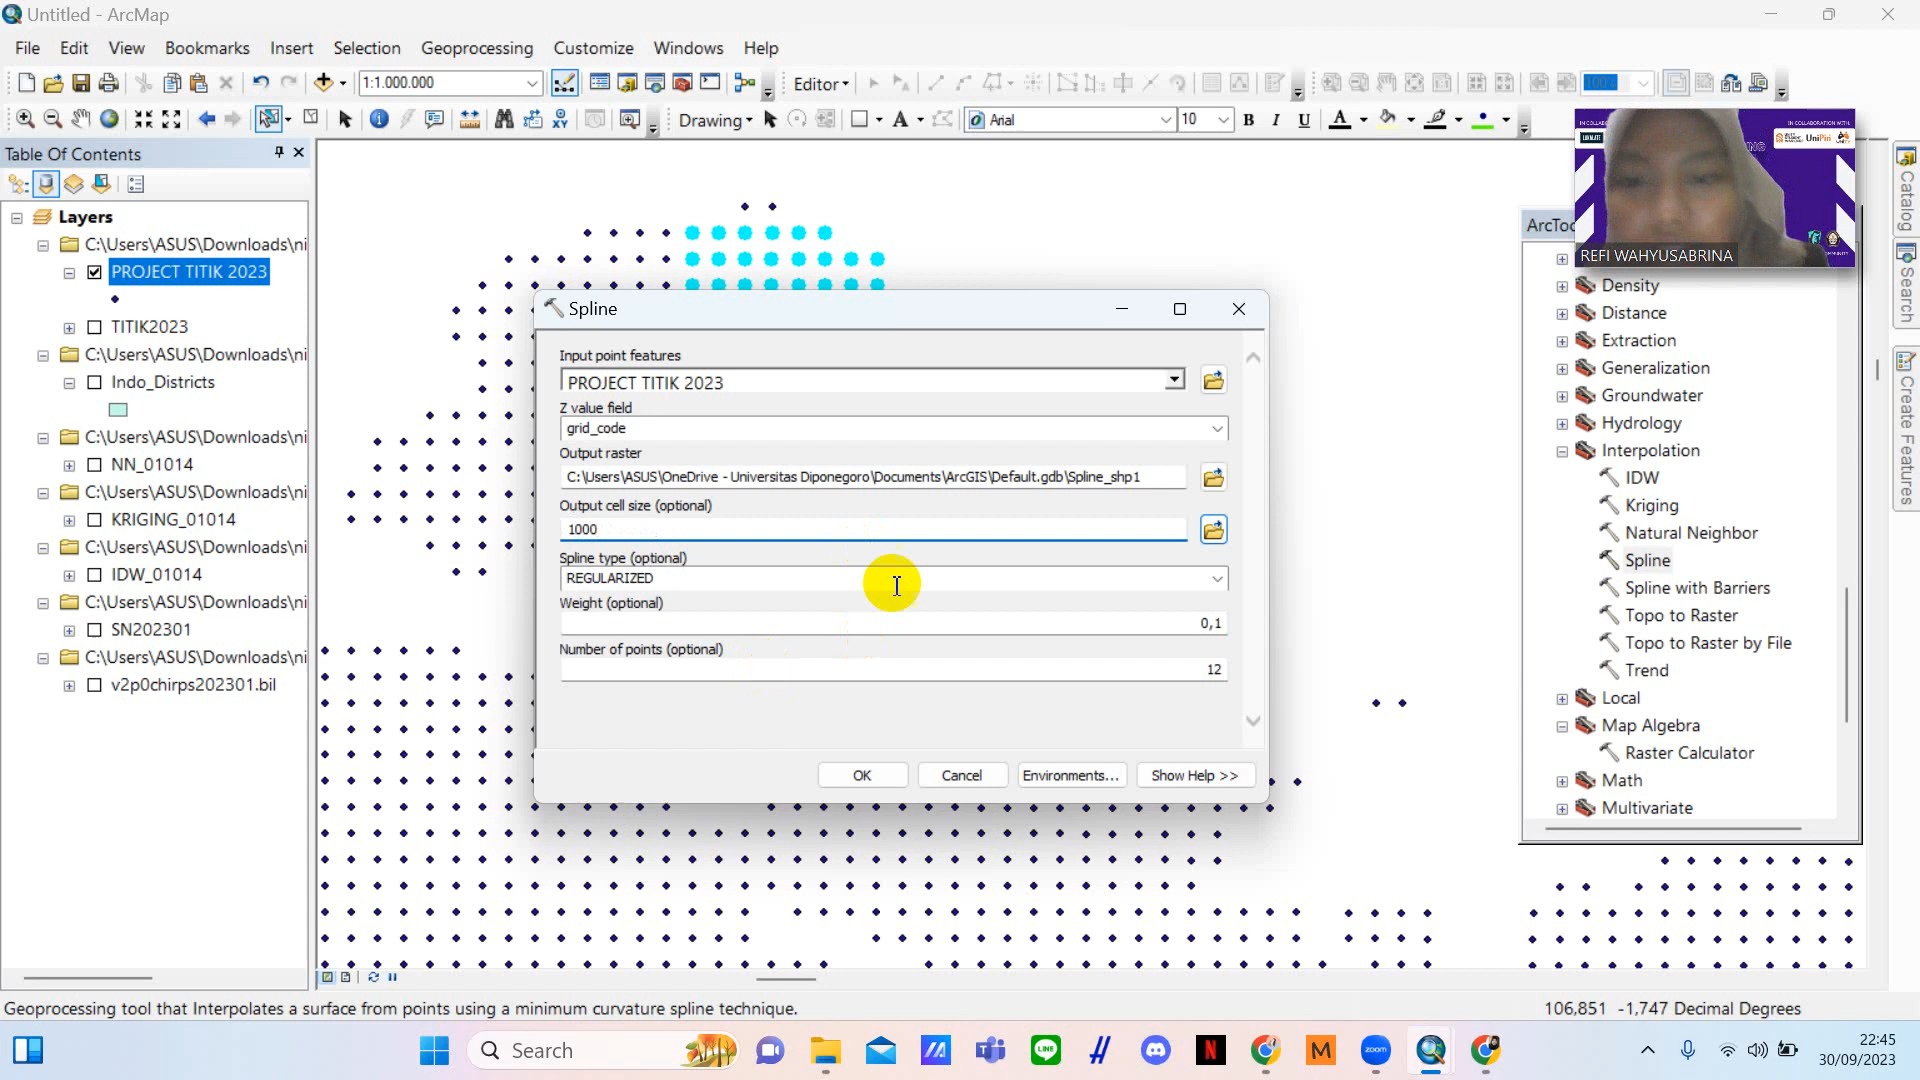 Untitled - ArcMap
File Edit View Bookmarks Insert Selection Geoprocessing Customize Windows Help
1:1.000.000
Editor
Drawing
Arial
10
B I U A
Table Of Contents
Layers
C:\Users\ASUS\Downloads\ni
PROJECT TITIK 2023
TITIK2023
C:\Users\ASUS\Downloads\ni
Indo_Districts
C:\Users\ASUS\Downloads\ni
NN_01014
C:\Users\ASUS\Downloads\ni
KRIGING_01014
C:\Users\ASUS\Downloads\ni
IDW_01014
C:\Users\ASUS\Downloads\ni
SN202301
C:\Users\ASUS\Downloads\ni
v2p0chirps202301.bil
Spline
Input point features
PROJECT TITIK 2023
Z value field
grid_code
Output raster
C:\Users\ASUS\OneDrive - Universitas Diponegoro\Documents\ArcGIS\Default.gdb\Spline_shp1
Output cell size (optional)
1000
Spline type (optional)
REGULARIZED
Weight (optional)
0,1
Number of points (optional)
12
OK Cancel Environments... Show Help >>
IN COLLABORATION WITH:
UniPin
REFI WAHYUSABRINA
ArcToo
Density
Distance
Extraction
Generalization
Groundwater
Hydrology
Interpolation
IDW
Kriging
Natural Neighbor
Spline
Spline with Barriers
Topo to Raster
Topo to Raster by File
Trend
Local
Map Algebra
Raster Calculator
Math
Multivariate
Catalog
Search
Create Features
Geoprocessing tool that Interpolates a surface from points using a minimum curvature spline technique.
106,851 -1,747 Decimal Degrees
Search
zoom
22:45
30/09/2023